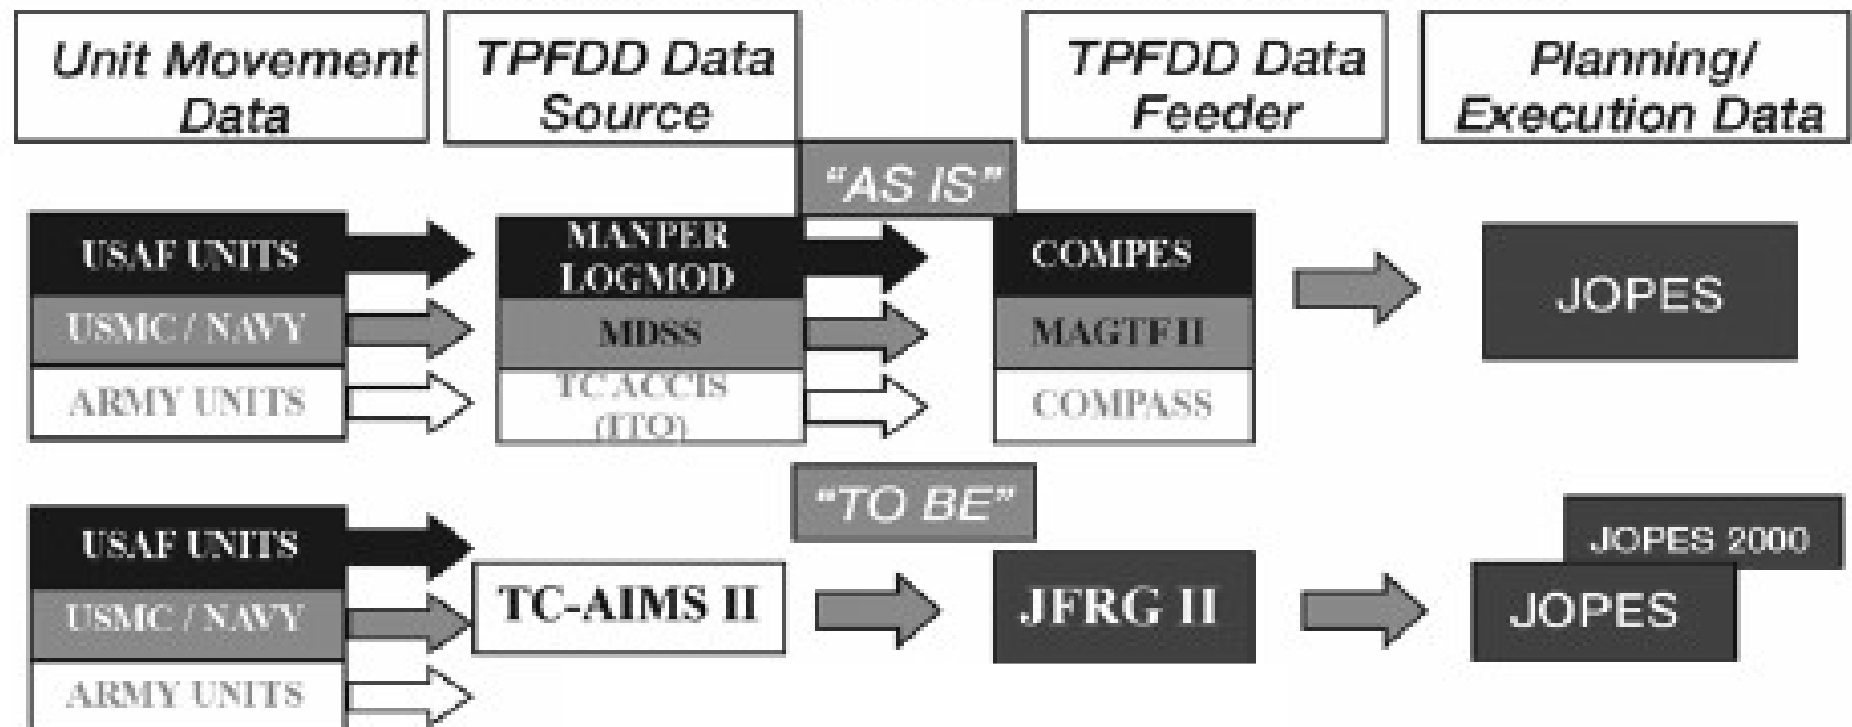 Unit Movement
Data
TPFDD Data
Source
TPFDD Data
Feeder
Planning/
Execution Data
“AS IS”
USAF UNITS
USMC / NAVY
ARMY UNITS
MANPER
LOGMOD
MDSS
TC ACCIS
(ITO)
COMPES
MAGTF II
COMPASS
JOPES
“TO BE”
USAF UNITS
USMC / NAVY
ARMY UNITS
TC-AIMS II
JFRG II
JOPES 2000
JOPES